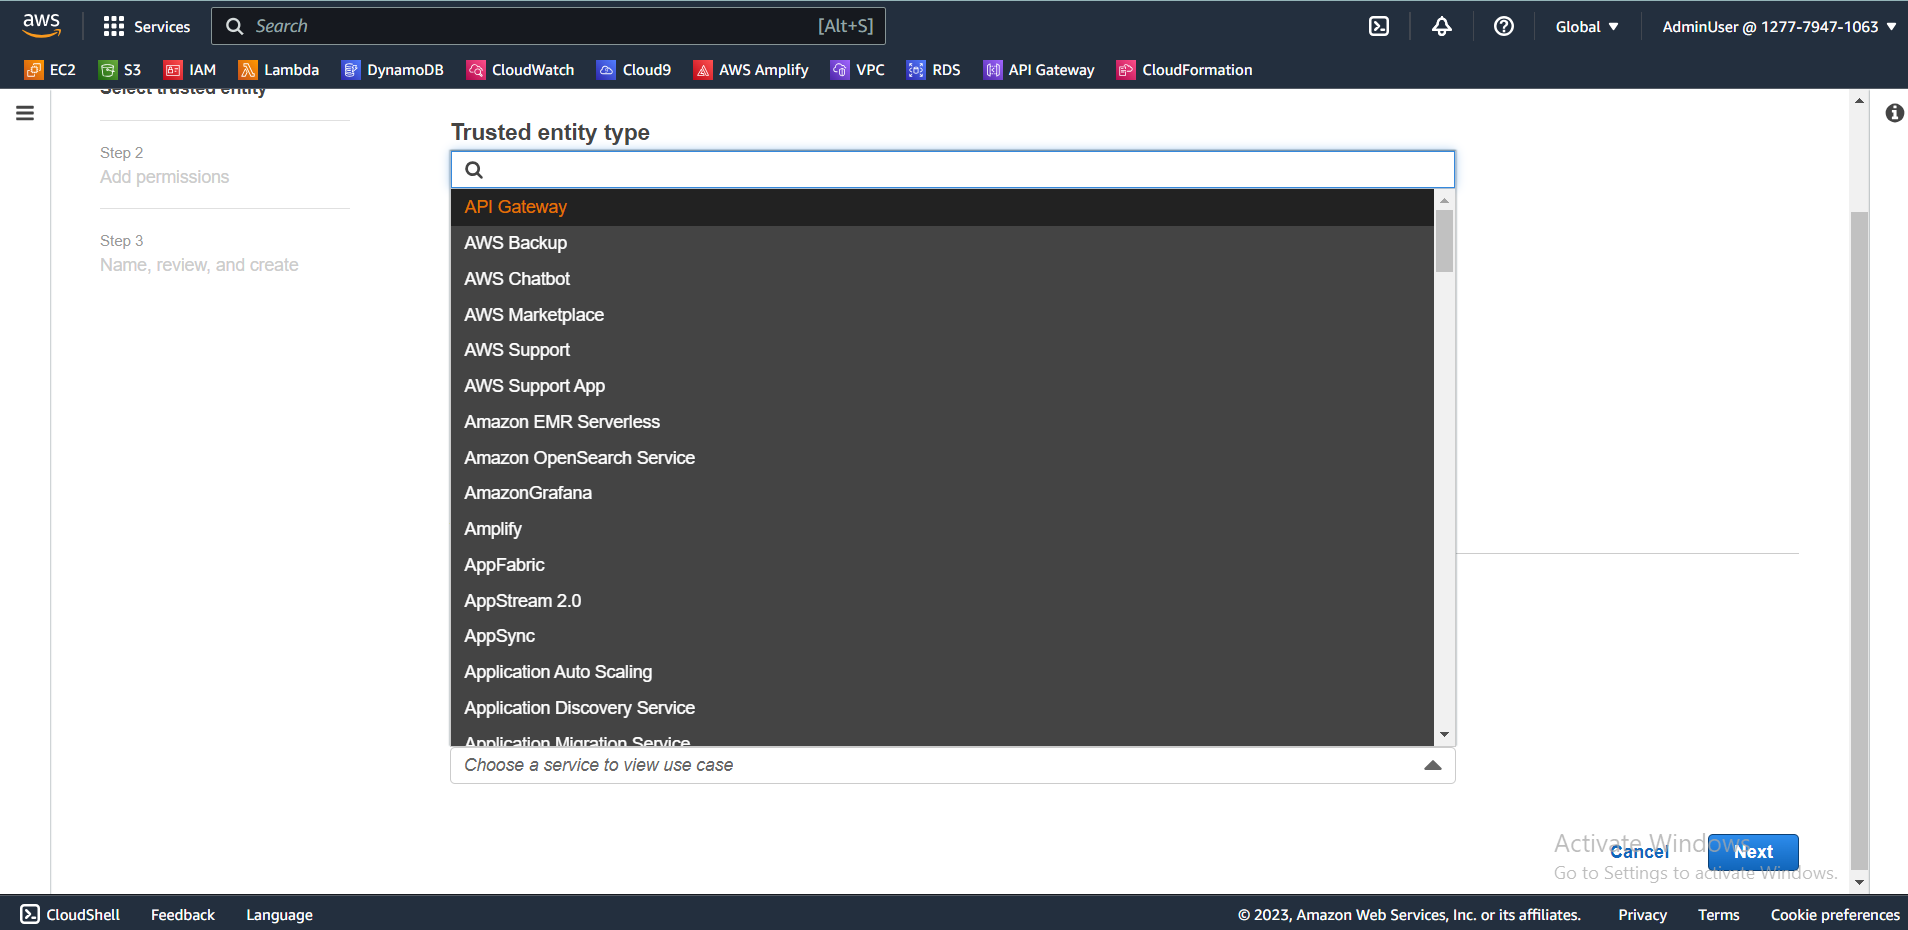 aws Services Search [Alt+S] Global AdminUser @ 1277-7947-1063
EC2 S3 IAM Lambda DynamoDB CloudWatch Cloud9 AWS Amplify VPC RDS API Gateway CloudFormation
Select trusted entity
Step 2
Add permissions
Step 3
Name, review, and create
Trusted entity type
API Gateway
AWS Backup
AWS Chatbot
AWS Marketplace
AWS Support
AWS Support App
Amazon EMR Serverless
Amazon OpenSearch Service
AmazonGrafana
Amplify
AppFabric
AppStream 2.0
AppSync
Application Auto Scaling
Application Discovery Service
Application Migration Service
Choose a service to view use case
Cancel Next
Activate Windows
Go to Settings to activate Windows.
CloudShell Feedback Language © 2023, Amazon Web Services, Inc. or its affiliates. Privacy Terms Cookie preferences